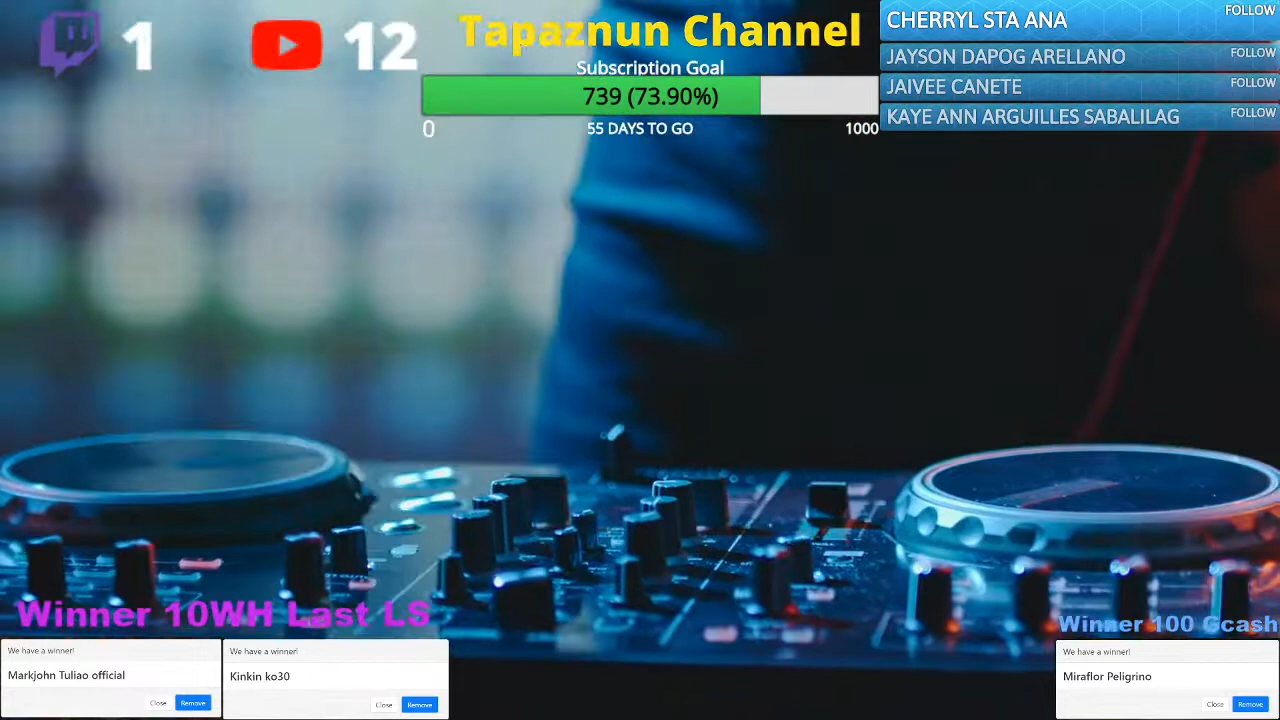 1
12
Tapaznun Channel
Subscription Goal
739 (73.90%)
0
55 DAYS TO GO
1000
CHERRYL STA ANA FOLLOW
JAYSON DAPOG ARELLANO FOLLOW
JAIVEE CANETE FOLLOW
KAYE ANN ARGUILLES SABALILAG FOLLOW
Winner 10WH Last LS
We have a winner!
Markjohn Tuliao official
Close Remove
We have a winner!
Kinkin ko30
Close Remove
Winner 100 Gcash
We have a winner!
Miraflor Peligrino
Close Remove